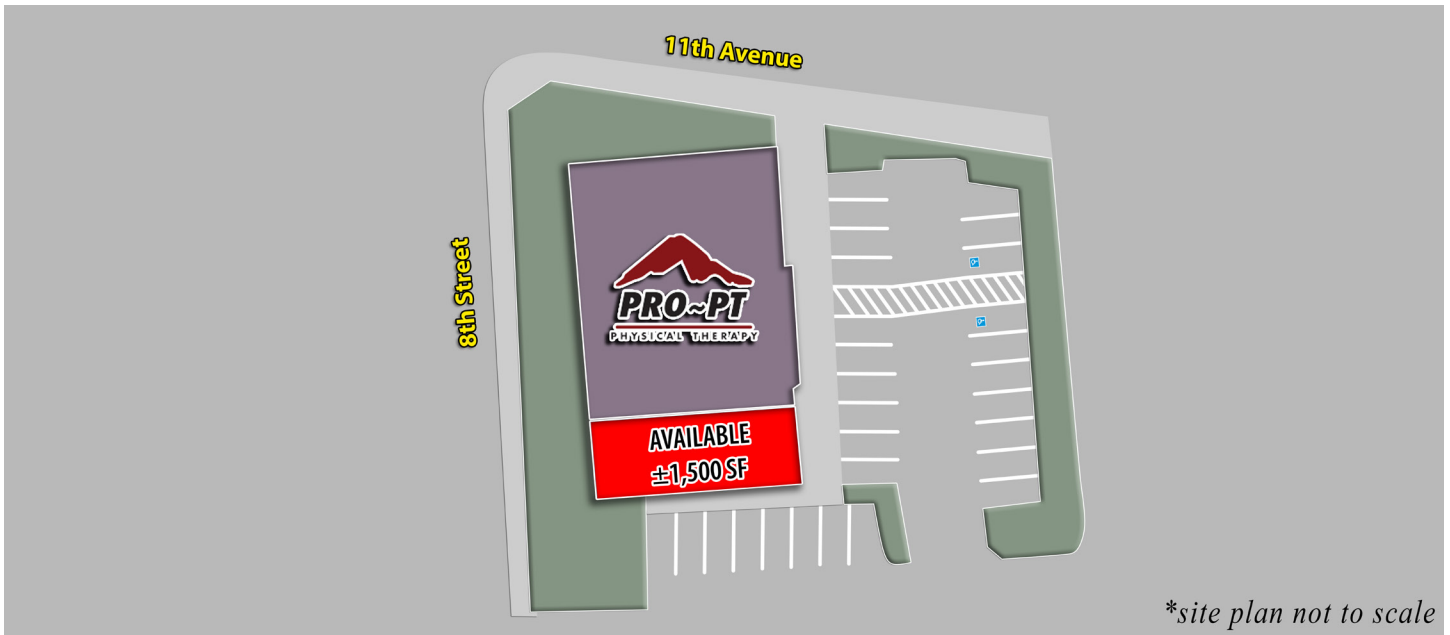 11th Avenue
8th Street
PRO~PT
PHYSICAL THERAPY
AVAILABLE
±1,500 SF
*site plan not to scale